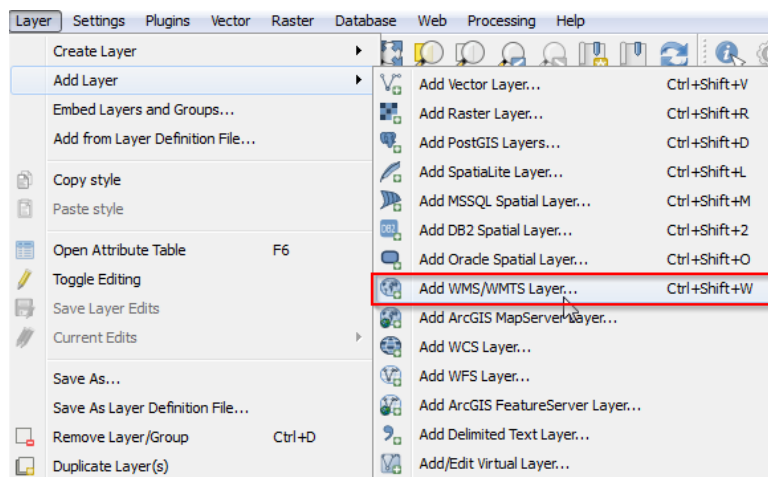 Layer Settings Plugins Vector Raster Database Web Processing Help
Create Layer
Add Layer
Embed Layers and Groups...
Add from Layer Definition File...
Copy style
Paste style
Open Attribute Table F6
Toggle Editing
Save Layer Edits
Current Edits
Save As...
Save As Layer Definition File...
Remove Layer/Group Ctrl+D
Duplicate Layer(s)
Add Vector Layer... Ctrl+Shift+V
Add Raster Layer... Ctrl+Shift+R
Add PostGIS Layers... Ctrl+Shift+D
Add SpatiaLite Layer... Ctrl+Shift+L
Add MSSQL Spatial Layer... Ctrl+Shift+M
DB2 Add DB2 Spatial Layer... Ctrl+Shift+2
Add Oracle Spatial Layer... Ctrl+Shift+O
Add WMS/WMTS Layer... Ctrl+Shift+W
Add ArcGIS MapServer Layer...
Add WCS Layer...
Add WFS Layer...
Add ArcGIS FeatureServer Layer...
Add Delimited Text Layer...
Add/Edit Virtual Layer...